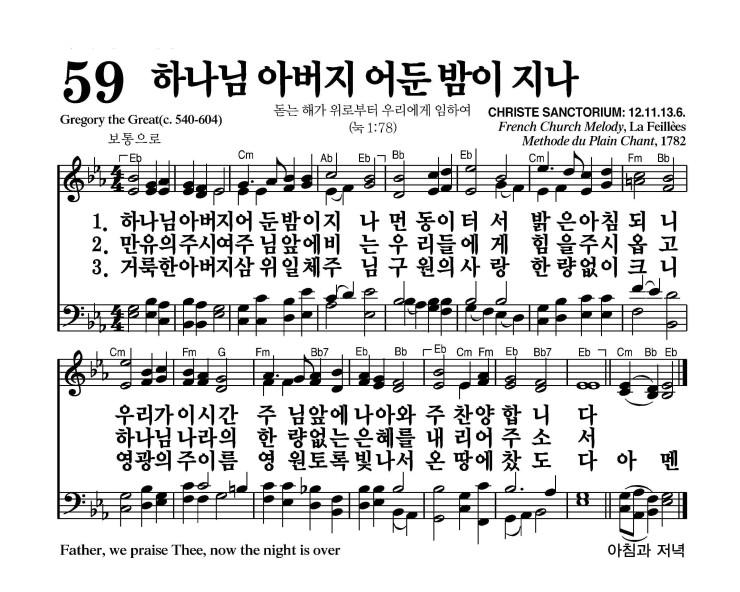 59 하나님 아버지 어둔 밤이 지나
Gregory the Great(c. 540-604)
돋는 해가 위로부터 우리에게 임하여
(눅 1:78)
CHRISTE SANCTORIUM: 12.11.13.6.
French Church Melody, La Feillèes
Methode du Plain Chant, 1782
보통으로
Eb Cm Ab Eb Bb Eb Cm Fm Bb
1. 하나님아버지어 둔밤이지 나 먼 동이 터 서 밝 은아침 되 니
2. 만유의주시여주 님앞에비 는 우 리들에 게 힘 을주시 옵 고
3. 거룩한아버지삼 위일체주 님 구 원의사 랑 한 량없이 크 니
Cm Fm G Fm Bb7 Eb Bb Eb Cm Fm Eb Bb7 Eb Cm Bb Eb
우리가 이시간 주 님앞에 나아와 주 찬양 합 니 다
하나님 나라의 한 량없는은혜를 내 리어 주 소 서
영광의주이름 영 원토록빛나서 온 땅에 찼 도 다 아 멘
Father, we praise Thee, now the night is over
아침과 저녁